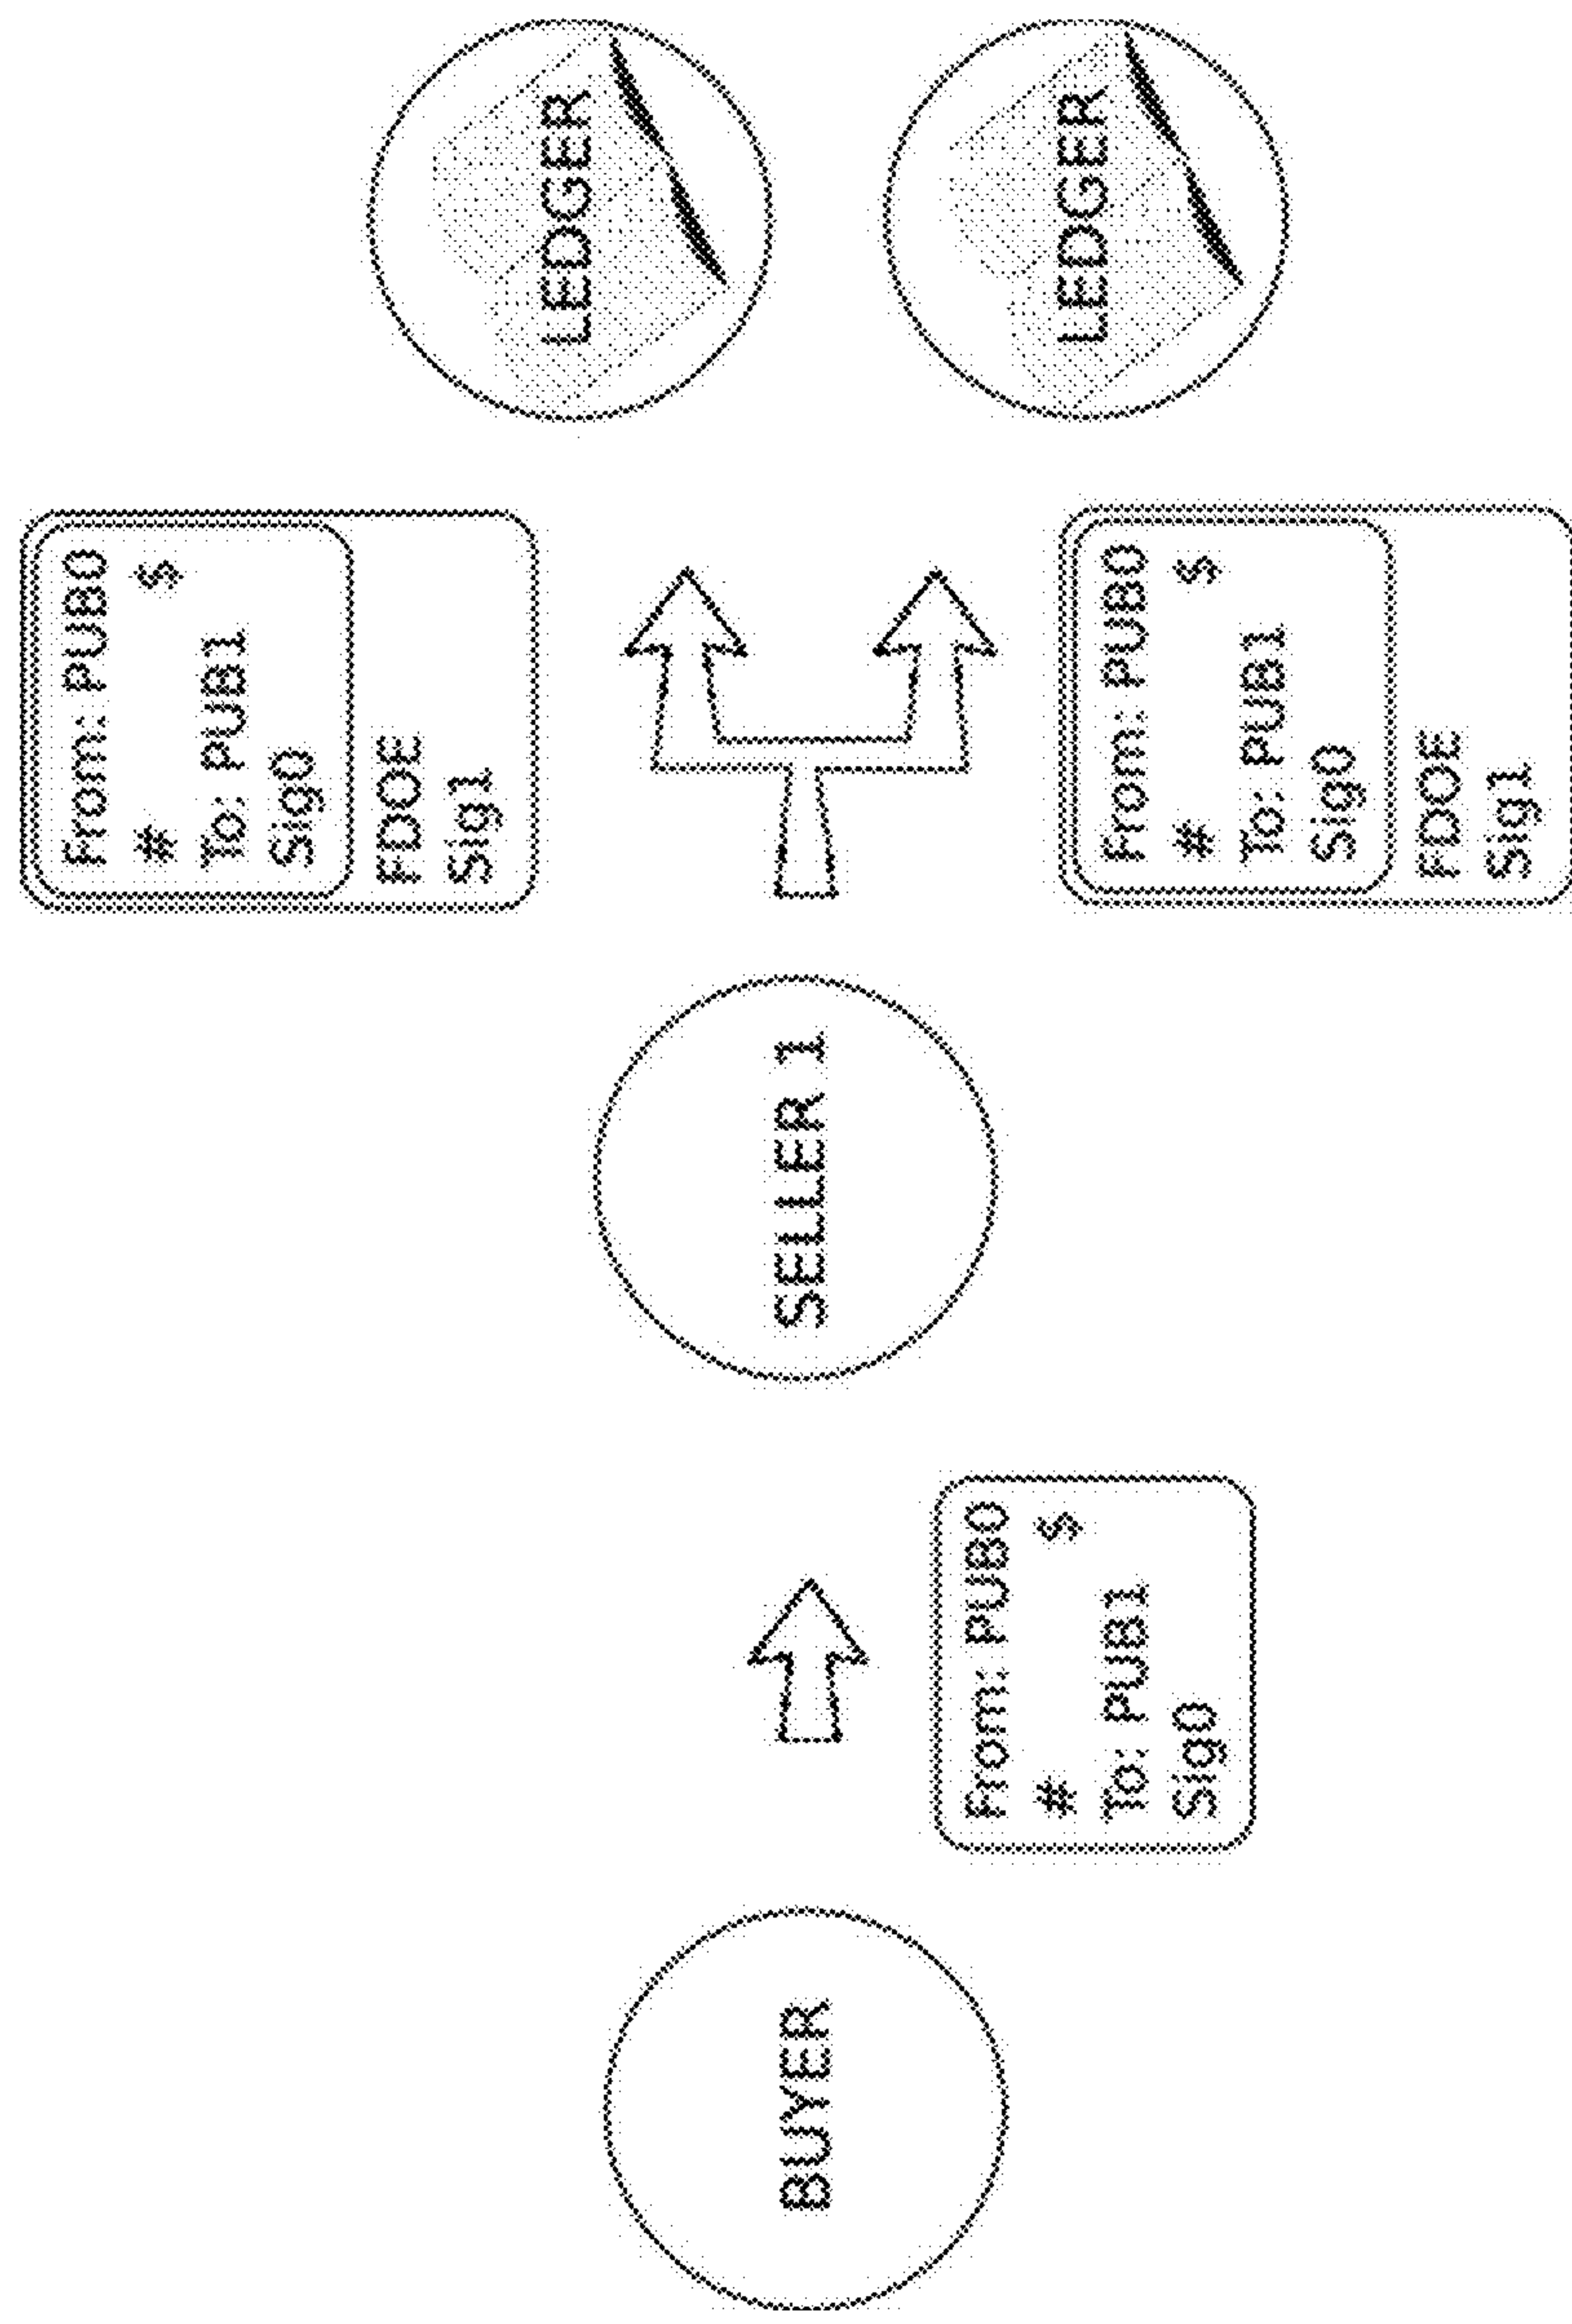 BUYER
From: PUB0
# $
To: PUB1
Sig0
SELLER 1
From: PUB0
# $
To: PUB1
Sig0
FDOE
Sig1
From: PUB0
# $
To: PUB1
Sig0
FDOE
Sig1
LEDGER
LEDGER